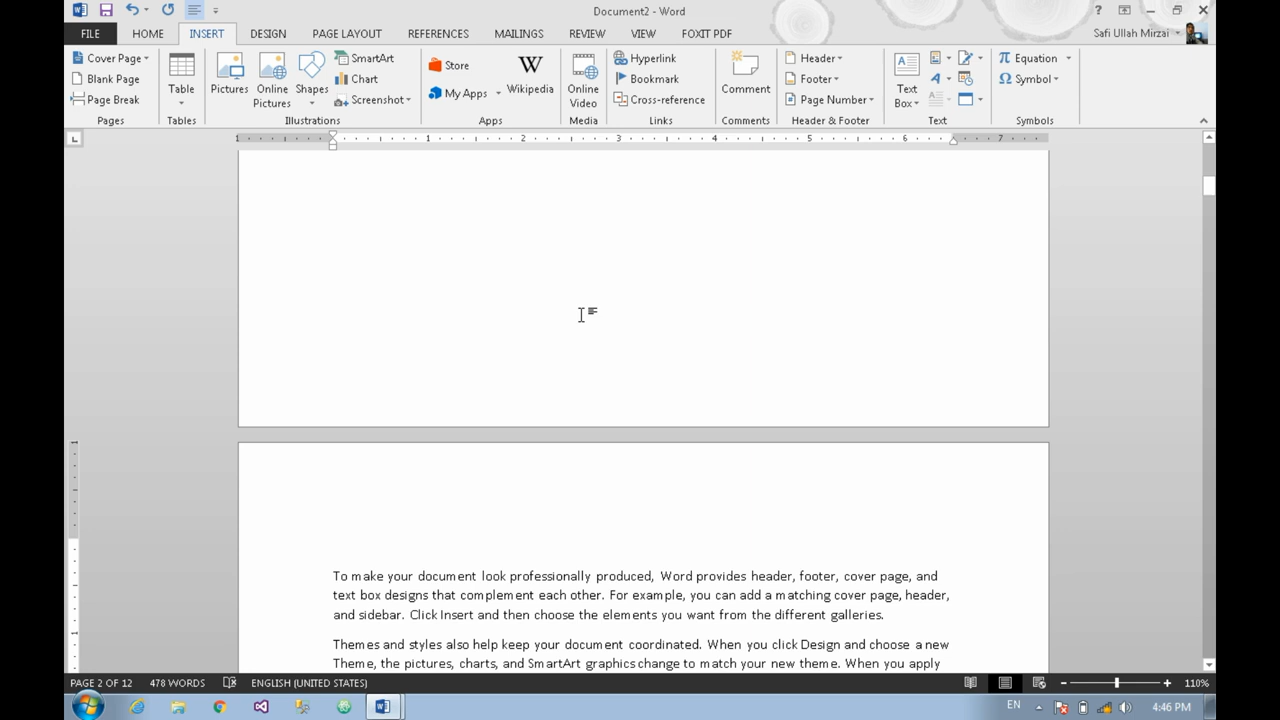 Document2 - Word
Safi Ullah Mirzai
FILE HOME INSERT DESIGN PAGE LAYOUT REFERENCES MAILINGS REVIEW VIEW FOXIT PDF
Cover Page
Blank Page
Page Break
Pages
Table
Tables
Pictures
Online Pictures
Shapes
SmartArt
Chart
Screenshot
Illustrations
Store
My Apps
Wikipedia
Apps
Online Video
Media
Hyperlink
Bookmark
Cross-reference
Links
Comment
Comments
Header
Footer
Page Number
Header & Footer
Text Box
Text
Equation
Symbol
Symbols
1 1 2 3 4 5 6 7
To make your document look professionally produced, Word provides header, footer, cover page, and
text box designs that complement each other. For example, you can add a matching cover page, header,
and sidebar. Click Insert and then choose the elements you want from the different galleries.
Themes and styles also help keep your document coordinated. When you click Design and choose a new
Theme, the pictures, charts, and SmartArt graphics change to match your new theme. When you apply
PAGE 2 OF 12 478 WORDS ENGLISH (UNITED STATES) 110%
EN 4:46 PM